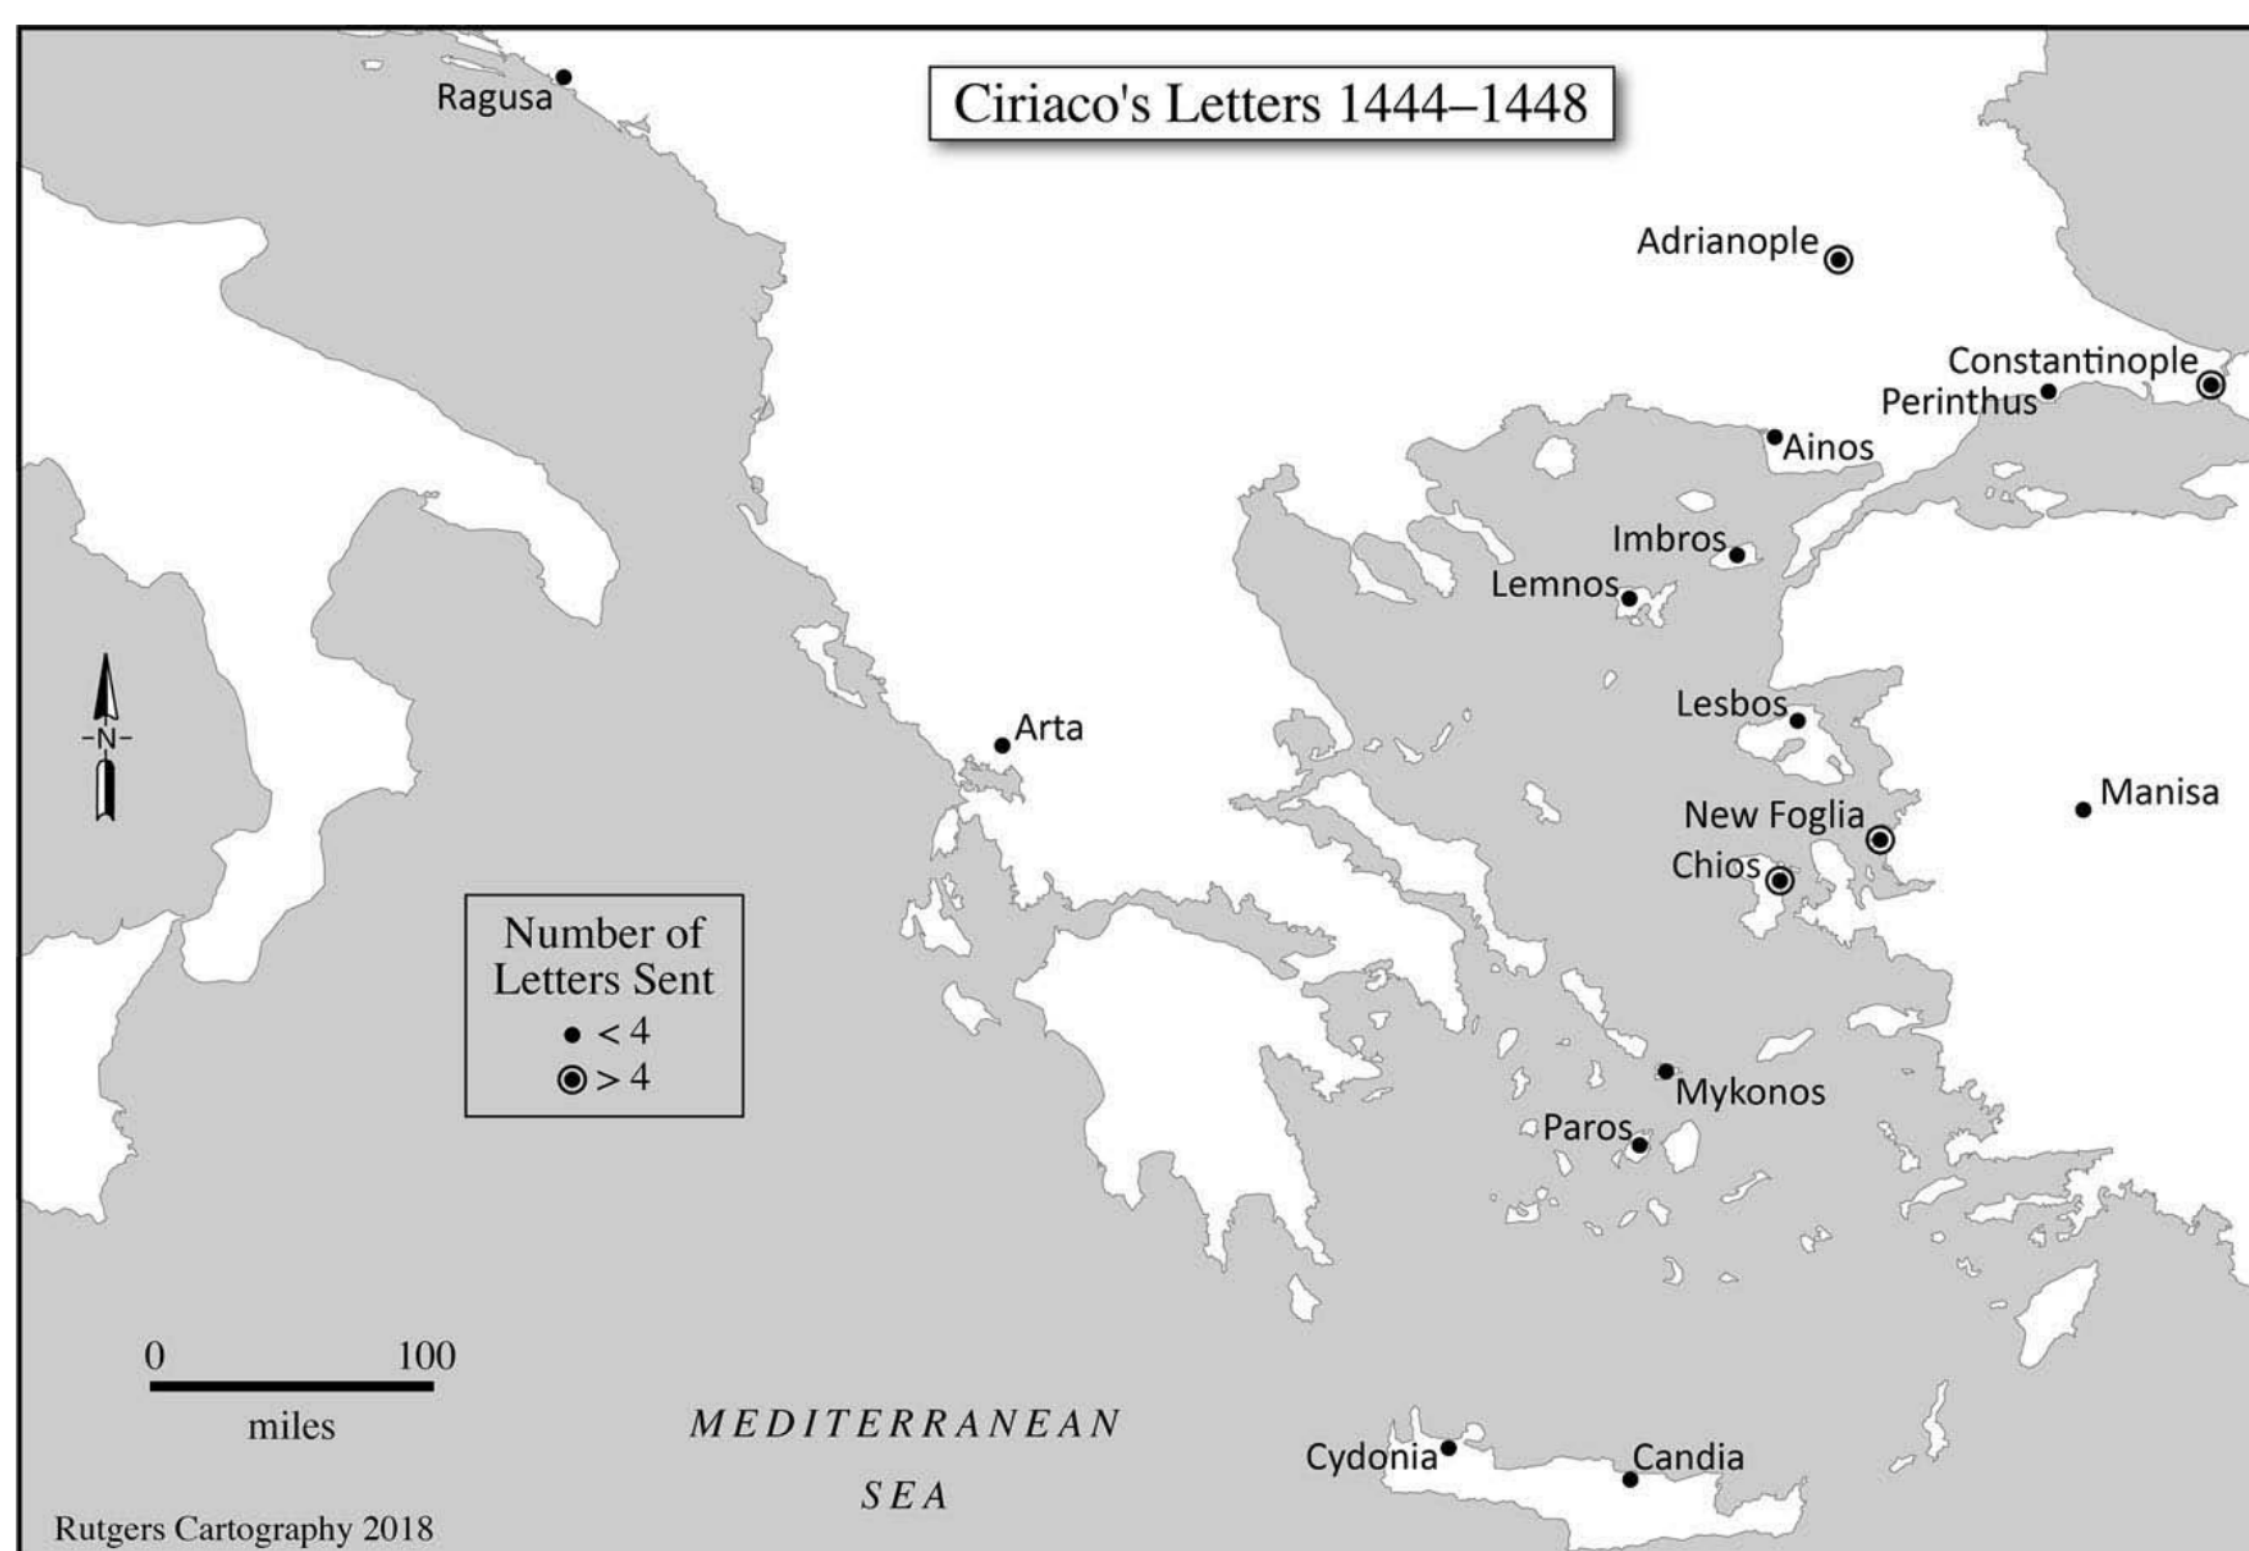 Ciriaco's Letters 1444–1448
Ragusa
Adrianople
Constantinople
Perinthus
Ainos
Imbros
Lemnos
Lesbos
Arta
Manisa
New Foglia
Chios
-N-
Number of
Letters Sent
< 4
> 4
Mykonos
Paros
0 100
miles
MEDITERRANEAN
SEA
Cydonia
Candia
Rutgers Cartography 2018